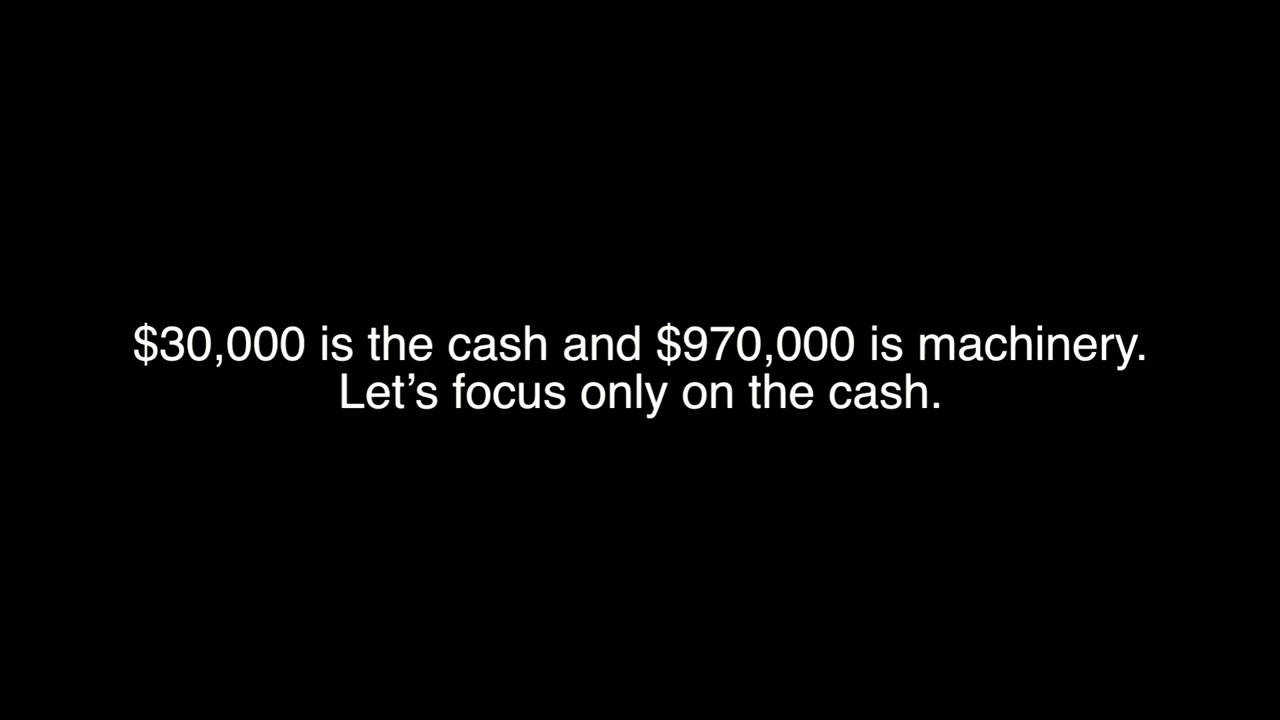 $30,000 is the cash and $970,000 is machinery.
Let’s focus only on the cash.